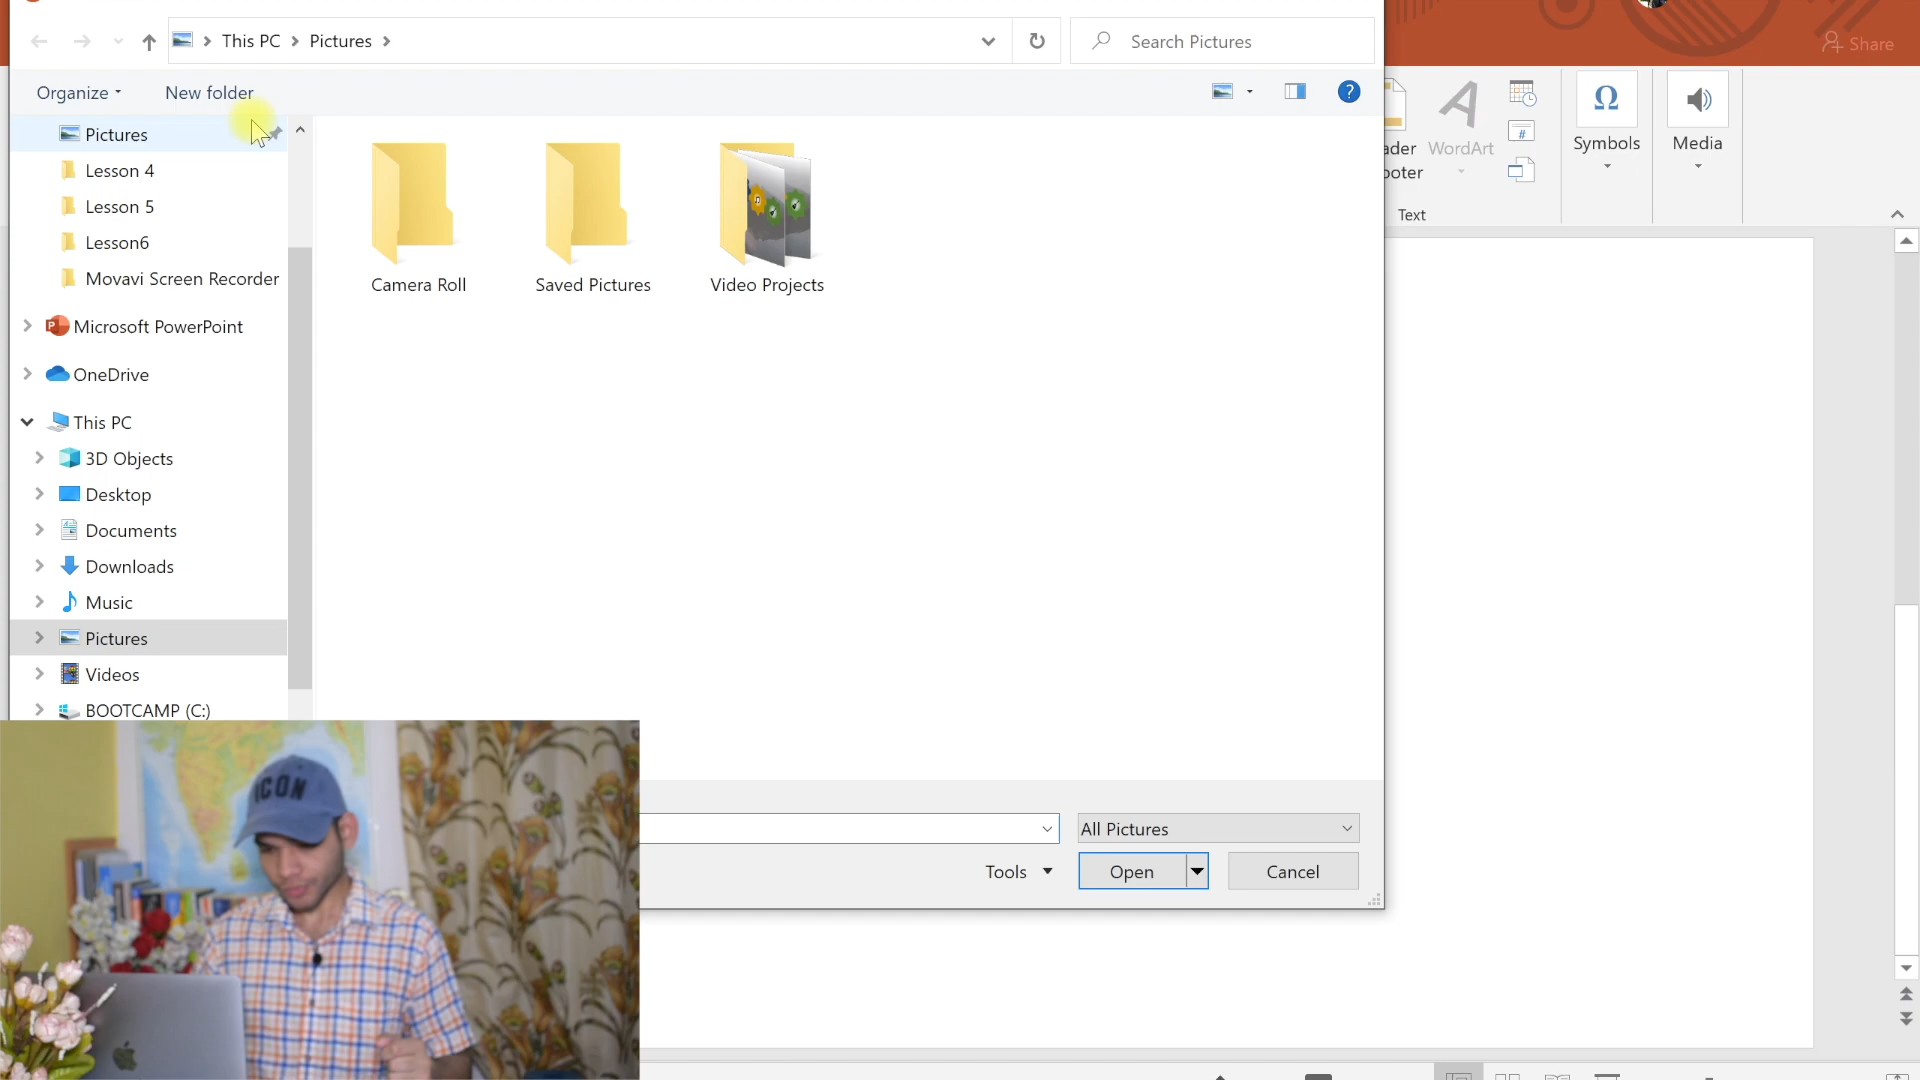 This PC > Pictures >
Search Pictures
Share
Organize
New folder
?
Pictures
Lesson 4
Lesson 5
Lesson6
Movavi Screen Recorder
Microsoft PowerPoint
OneDrive
This PC
3D Objects
Desktop
Documents
Downloads
Music
Pictures
Videos
BOOTCAMP (C:)
Camera Roll
Saved Pictures
Video Projects
ader
ooter
WordArt
#
Text
Ω
Symbols
Media
All Pictures
Tools
Open
Cancel
ICON